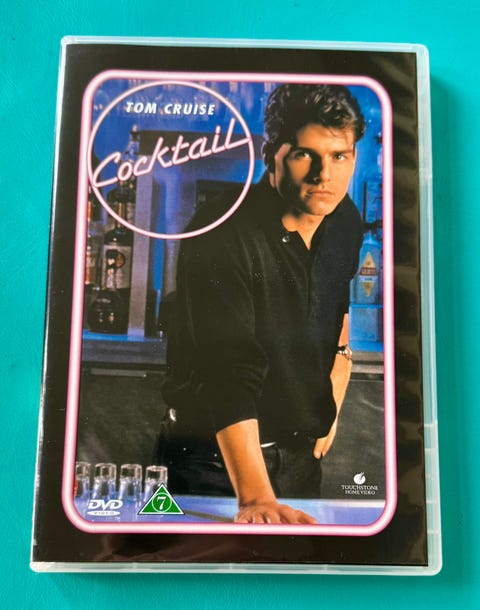 TOM CRUISE
Cocktail
DVD
VIDEO
7
TOUCHSTONE
HOME VIDEO